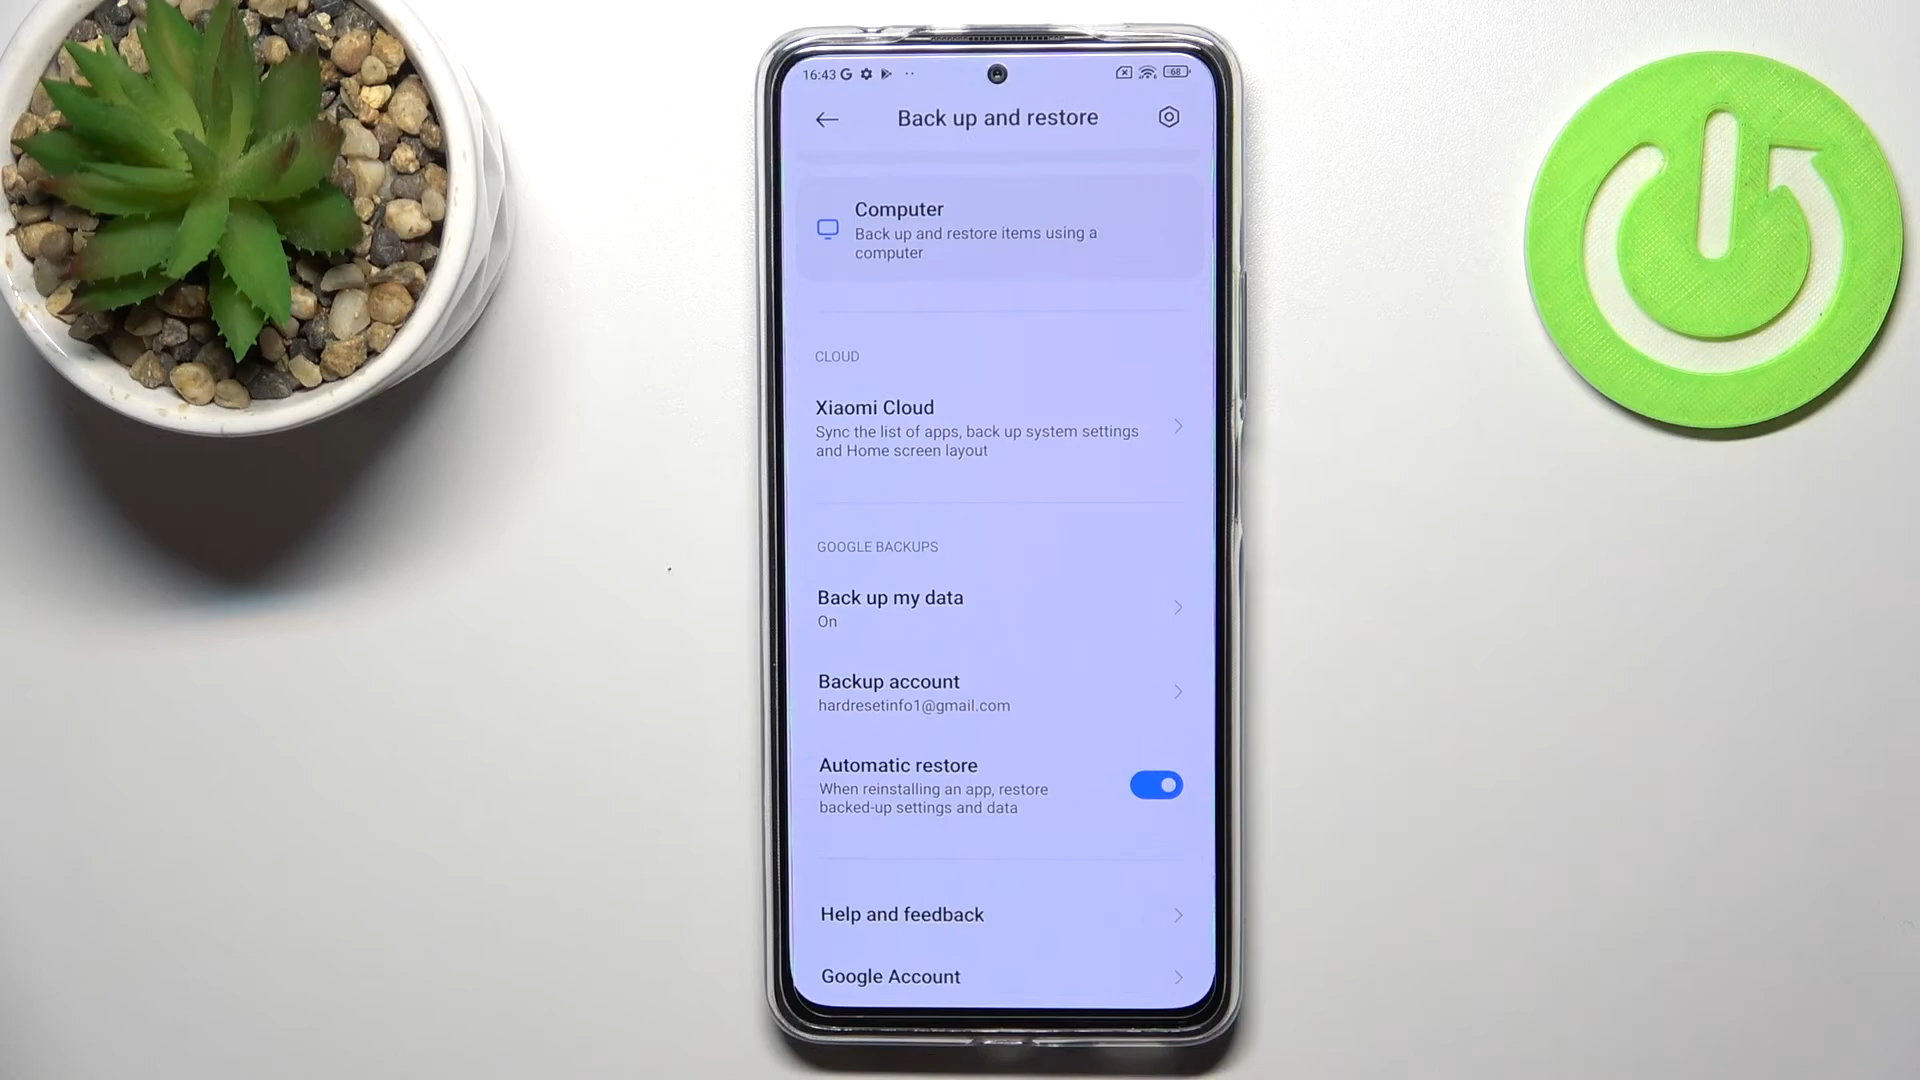 16:43
68
Back up and restore
Computer
Back up and restore items using a
computer
CLOUD
Xiaomi Cloud
Sync the list of apps, back up system settings
and Home screen layout
GOOGLE BACKUPS
Back up my data
On
Backup account
hardresetinfo1@gmail.com
Automatic restore
When reinstalling an app, restore
backed-up settings and data
Help and feedback
Google Account